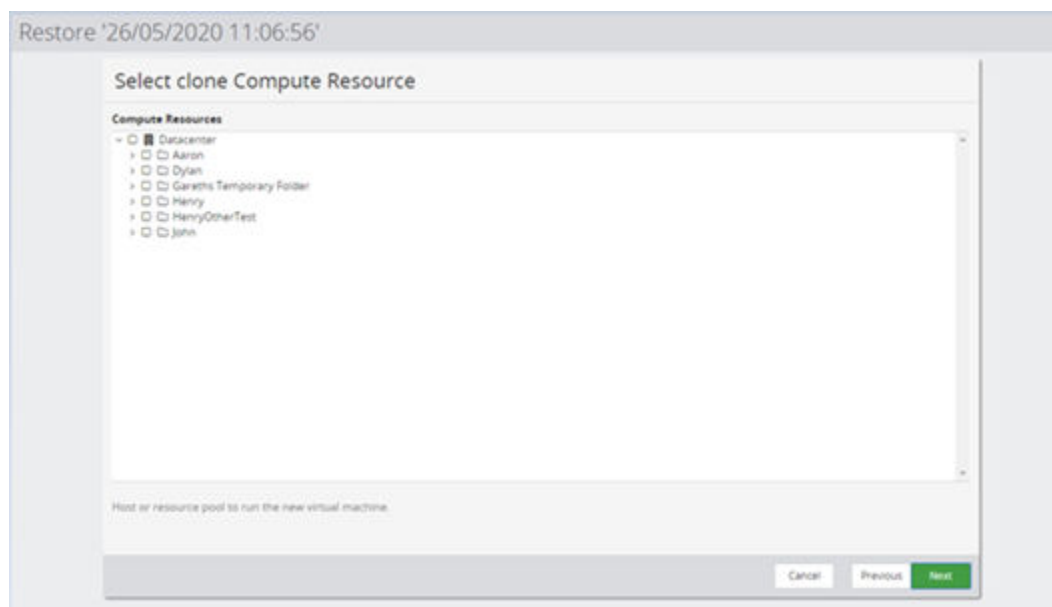 Restore '26/05/2020 11:06:56'
Select clone Compute Resource
Compute Resources
Datacenter
Aaron
Dylan
Gareths Temporary Folder
Henry
HenryOtherTest
John
Host or resource pool to run the new virtual machine.
Cancel Previous Next